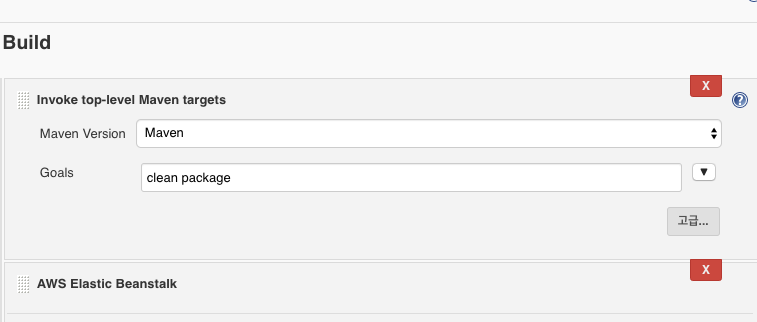 Build
X
Invoke top-level Maven targets
?
Maven Version
Maven
Goals
clean package
고급...
X
AWS Elastic Beanstalk